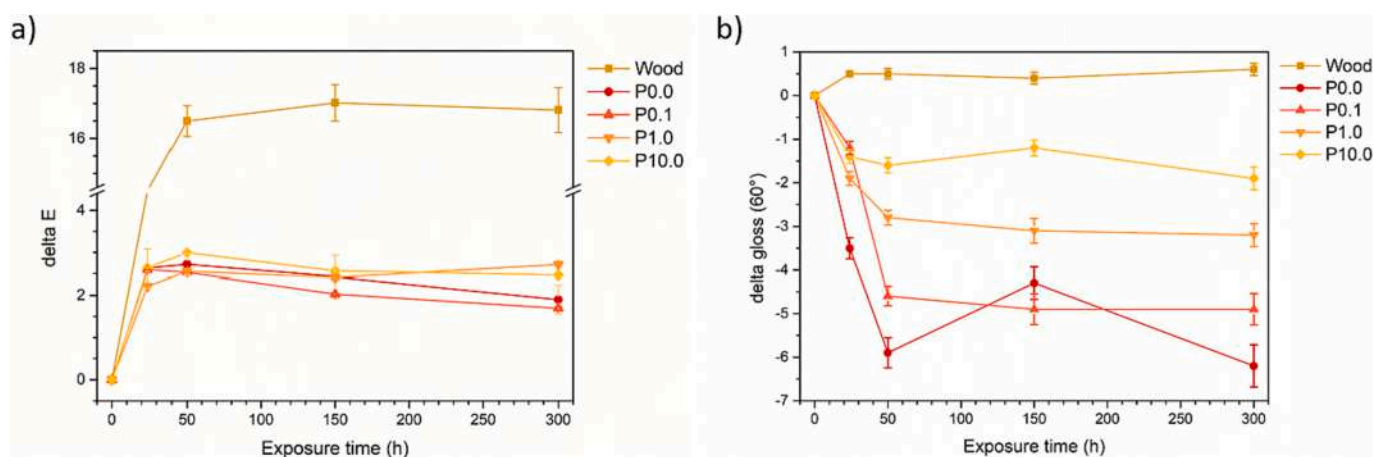 a)
18
16
4
2
0
delta E
0
50
100
150
200
250
300
Exposure time (h)
Wood
P0.0
P0.1
P1.0
P10.0
b)
1
0
-1
-2
-3
-4
-5
-6
-7
delta gloss (60°)
0
50
100
150
200
250
300
Exposure time (h)
Wood
P0.0
P0.1
P1.0
P10.0